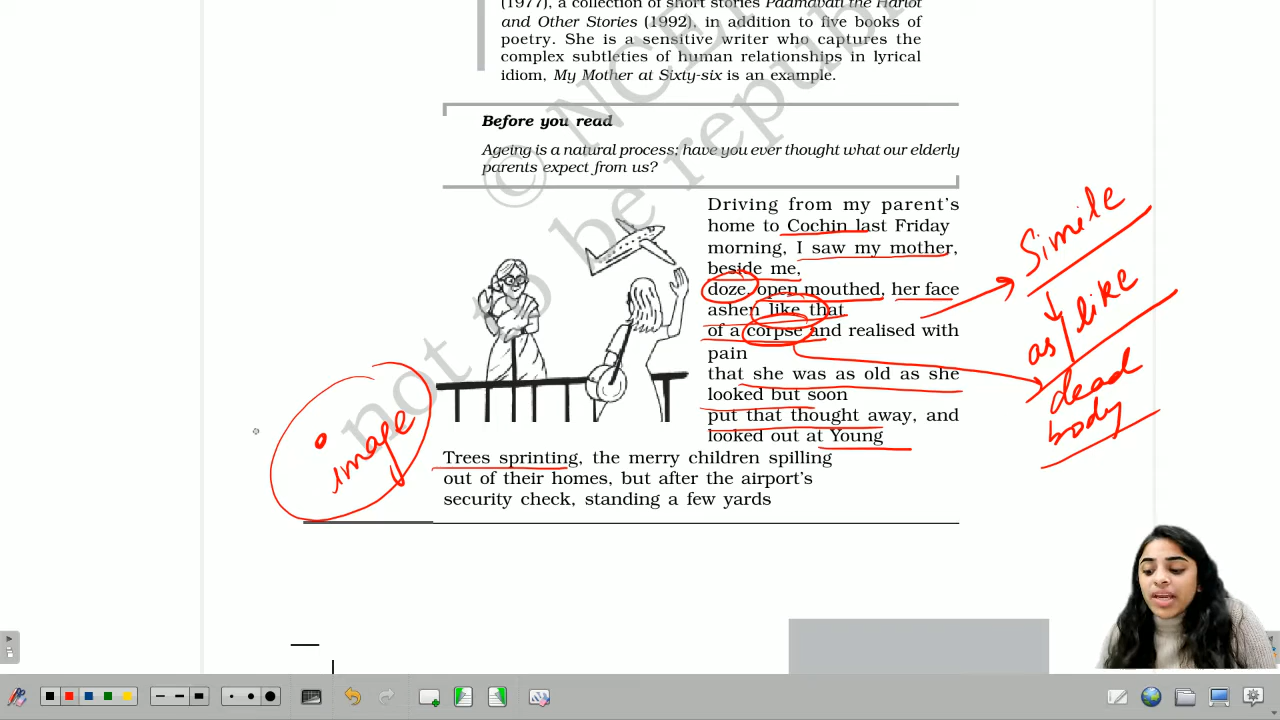 (1977), a collection of short stories Padmavati the Harlot
and Other Stories (1992), in addition to five books of
poetry. She is a sensitive writer who captures the
complex subtleties of human relationships in lyrical
idiom, My Mother at Sixty-six is an example.
Before you read
Ageing is a natural process; have you ever thought what our elderly
parents expect from us?
Driving from my parent's
home to Cochin last Friday
morning, I saw my mother,
beside me,
doze, open mouthed, her face
ashen like that
of a corpse and realised with
pain
that she was as old as she
looked but soon
put that thought away, and
looked out at Young
Trees sprinting, the merry children spilling
out of their homes, but after the airport's
security check, standing a few yards
Simile
as / like
dead
body
image
© NCE
not to be republ